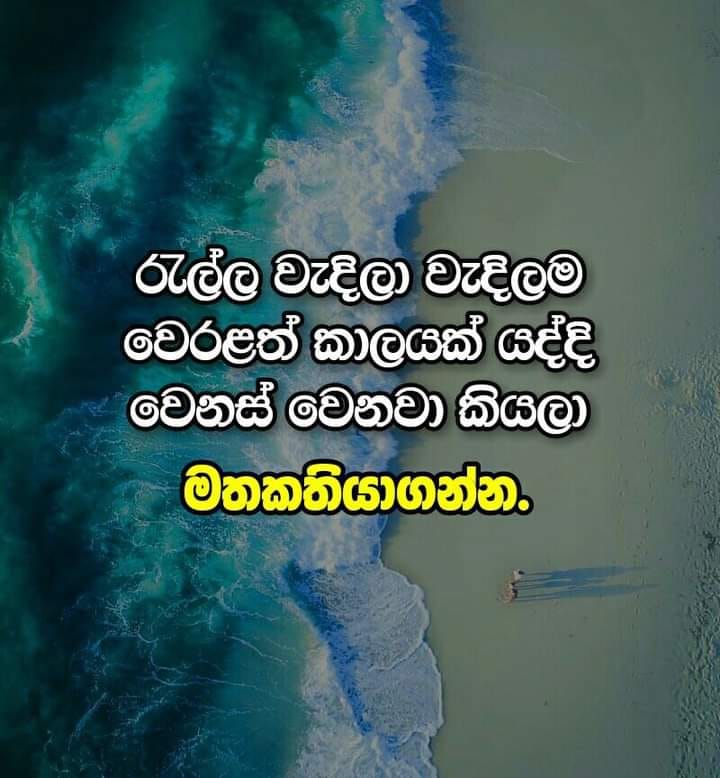 රැල්ල වැදිලා වැදිලම
වෙරළත් කාලයක් යද්දි
වෙනස් වෙනවා කියලා
මතකතියාගන්න.